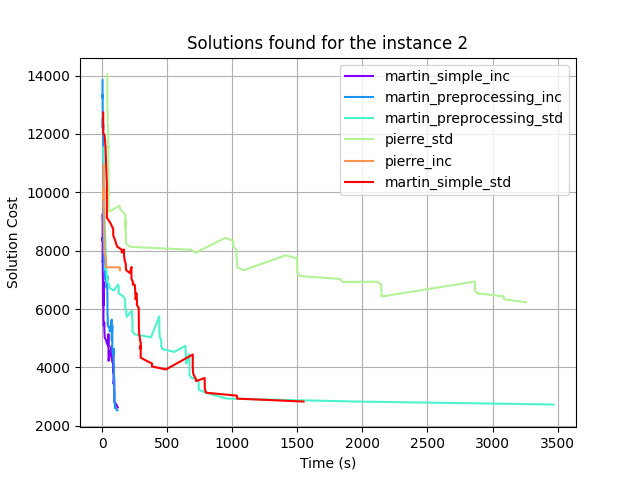 Solutions found for the instance 2
14000
12000
10000
8000
6000
4000
2000
Solution Cost
martin_simple_inc
martin_preprocessing_inc
martin_preprocessing_std
pierre_std
pierre_inc
martin_simple_std
0 500 1000 1500 2000 2500 3000 3500
Time (s)